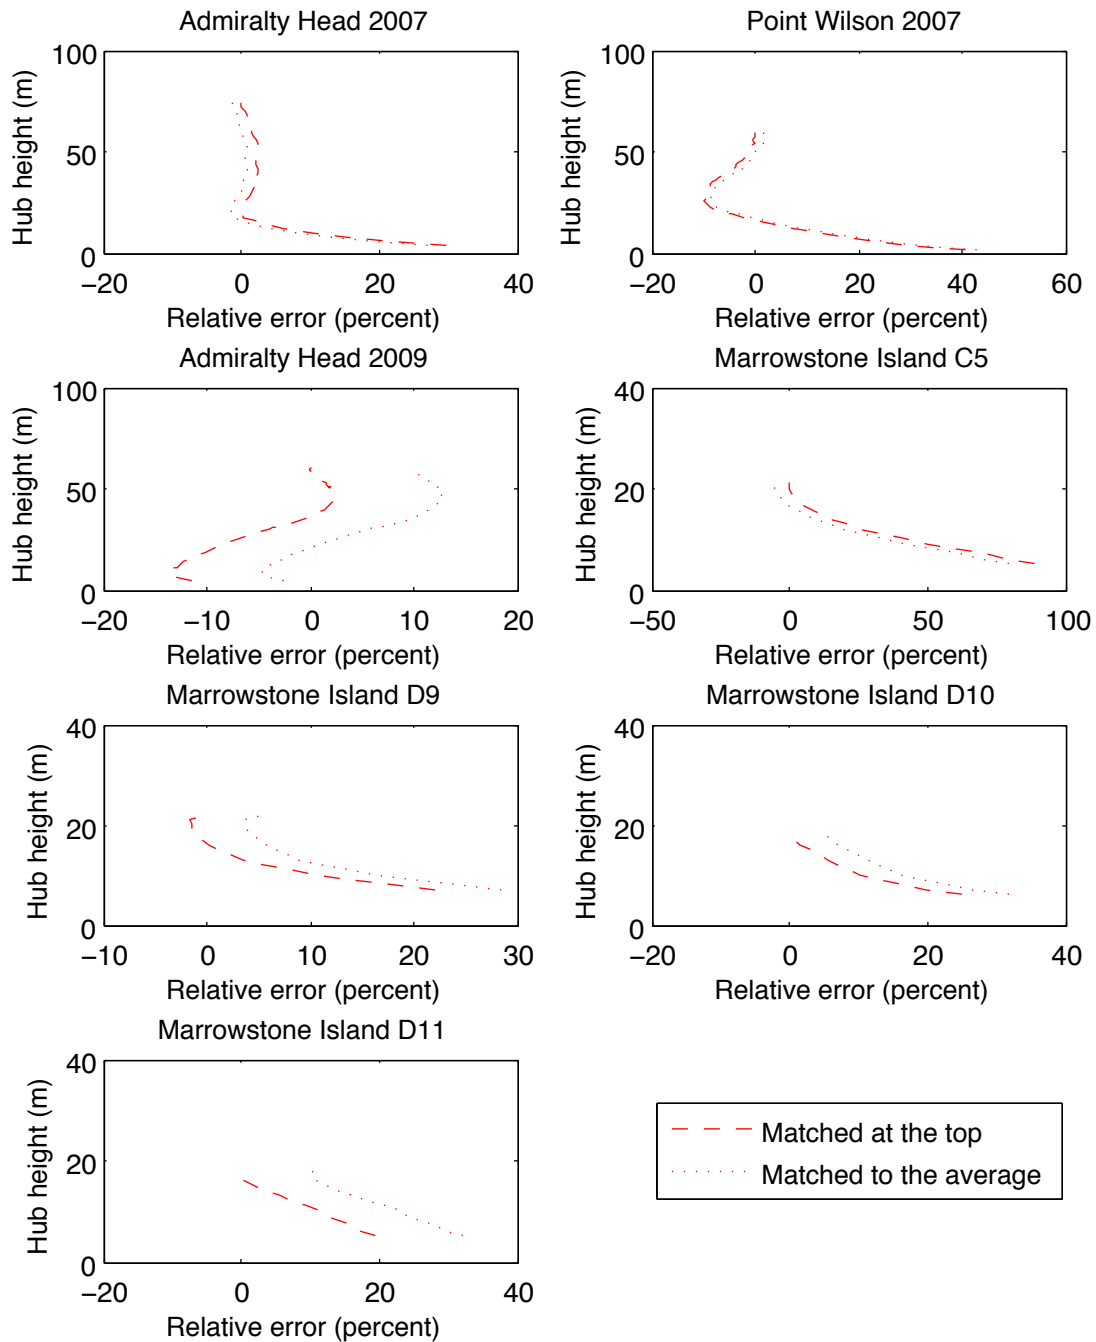 Admiralty Head 2007
100
50
0
−20
0
20
40
Hub height (m)
Relative error (percent)
Point Wilson 2007
100
50
0
−20
0
20
40
60
Hub height (m)
Relative error (percent)
Admiralty Head 2009
100
50
0
−20
−10
0
10
20
Hub height (m)
Relative error (percent)
Marrowstone Island C5
40
20
0
−50
0
50
100
Hub height (m)
Relative error (percent)
Marrowstone Island D9
40
20
0
−10
0
10
20
30
Hub height (m)
Relative error (percent)
Marrowstone Island D10
40
20
0
−20
0
20
40
Hub height (m)
Relative error (percent)
Marrowstone Island D11
40
20
0
−20
0
20
40
Hub height (m)
Relative error (percent)
Matched at the top
Matched to the average